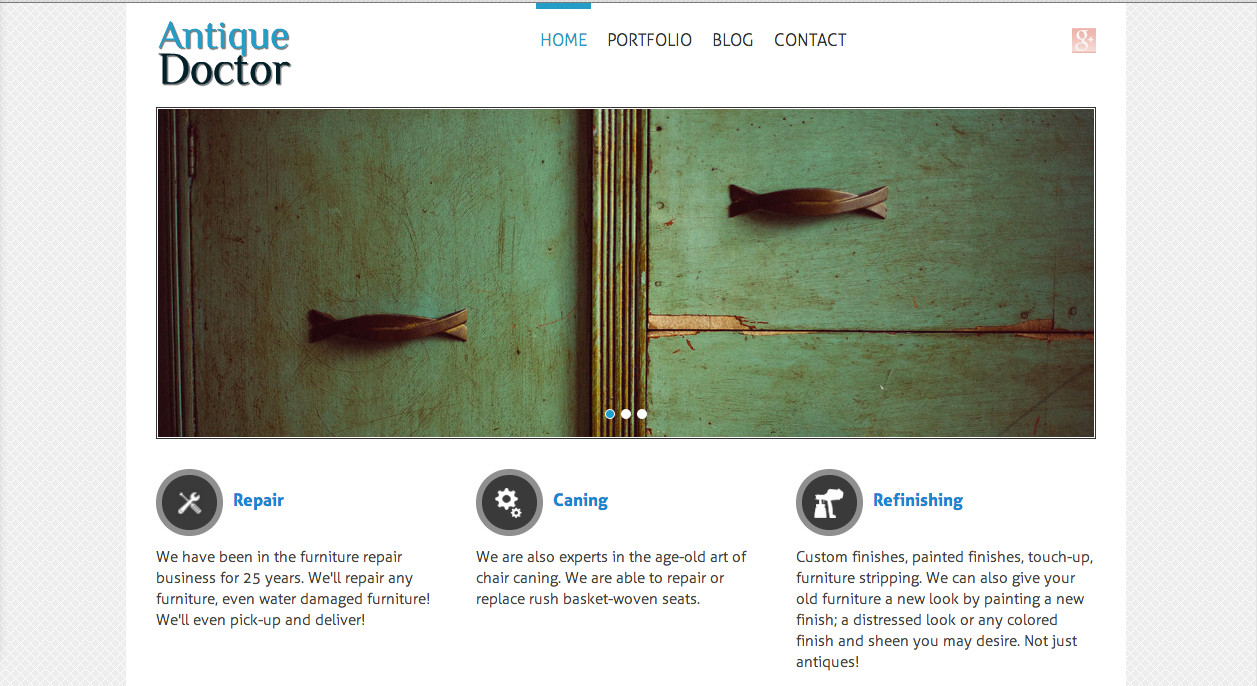 Antique
Doctor
HOME PORTFOLIO BLOG CONTACT
g+
Repair
We have been in the furniture repair
business for 25 years. We'll repair any
furniture, even water damaged furniture!
We'll even pick-up and deliver!
Caning
We are also experts in the age-old art of
chair caning. We are able to repair or
replace rush basket-woven seats.
Refinishing
Custom finishes, painted finishes, touch-up,
furniture stripping. We can also give your
old furniture a new look by painting a new
finish; a distressed look or any colored
finish and sheen you may desire. Not just
antiques!